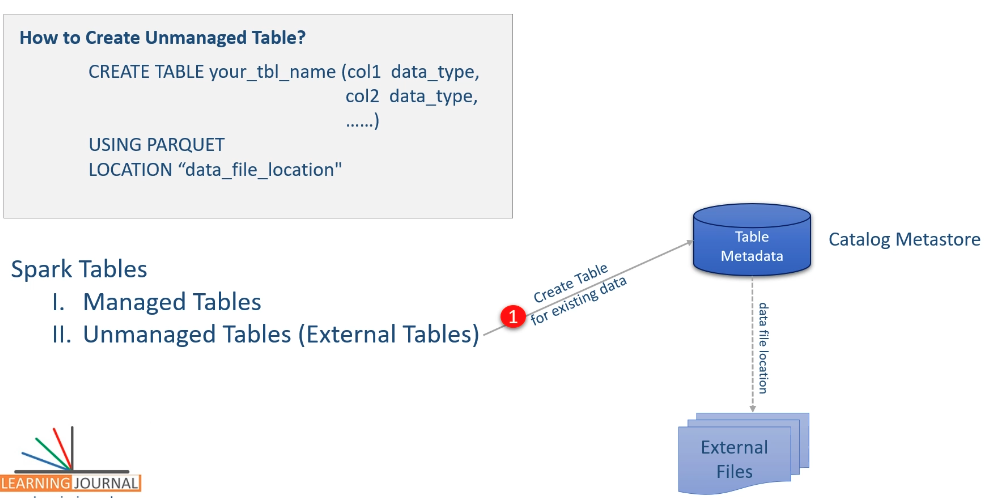 How to Create Unmanaged Table?
CREATE TABLE your_tbl_name (col1 data_type,
col2 data_type,
......)
USING PARQUET
LOCATION “data_file_location"
Table
Metadata
Catalog Metastore
Spark Tables
I. Managed Tables
II. Unmanaged Tables (External Tables)
1
Create Table
for existing data
data file location
External
Files
LEARNING JOURNAL